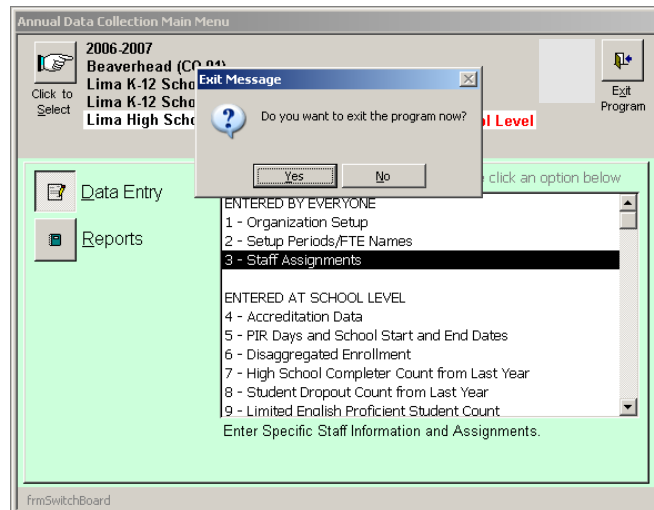 Annual Data Collection Main Menu
2006-2007
Beaverhead (CO 01)
Lima K-12 Scho
Lima K-12 Scho
Lima High Scho
ol Level
Click to
Select
Exit
Program
Exit Message
Do you want to exit the program now?
Yes
No
click an option below
Data Entry
Reports
ENTERED BY EVERYONE
1 - Organization Setup
2 - Setup Periods/FTE Names
3 - Staff Assignments
ENTERED AT SCHOOL LEVEL
4 - Accreditation Data
5 - PIR Days and School Start and End Dates
6 - Disaggregated Enrollment
7 - High School Completer Count from Last Year
8 - Student Dropout Count from Last Year
9 - Limited English Proficient Student Count
Enter Specific Staff Information and Assignments.
frmSwitchBoard